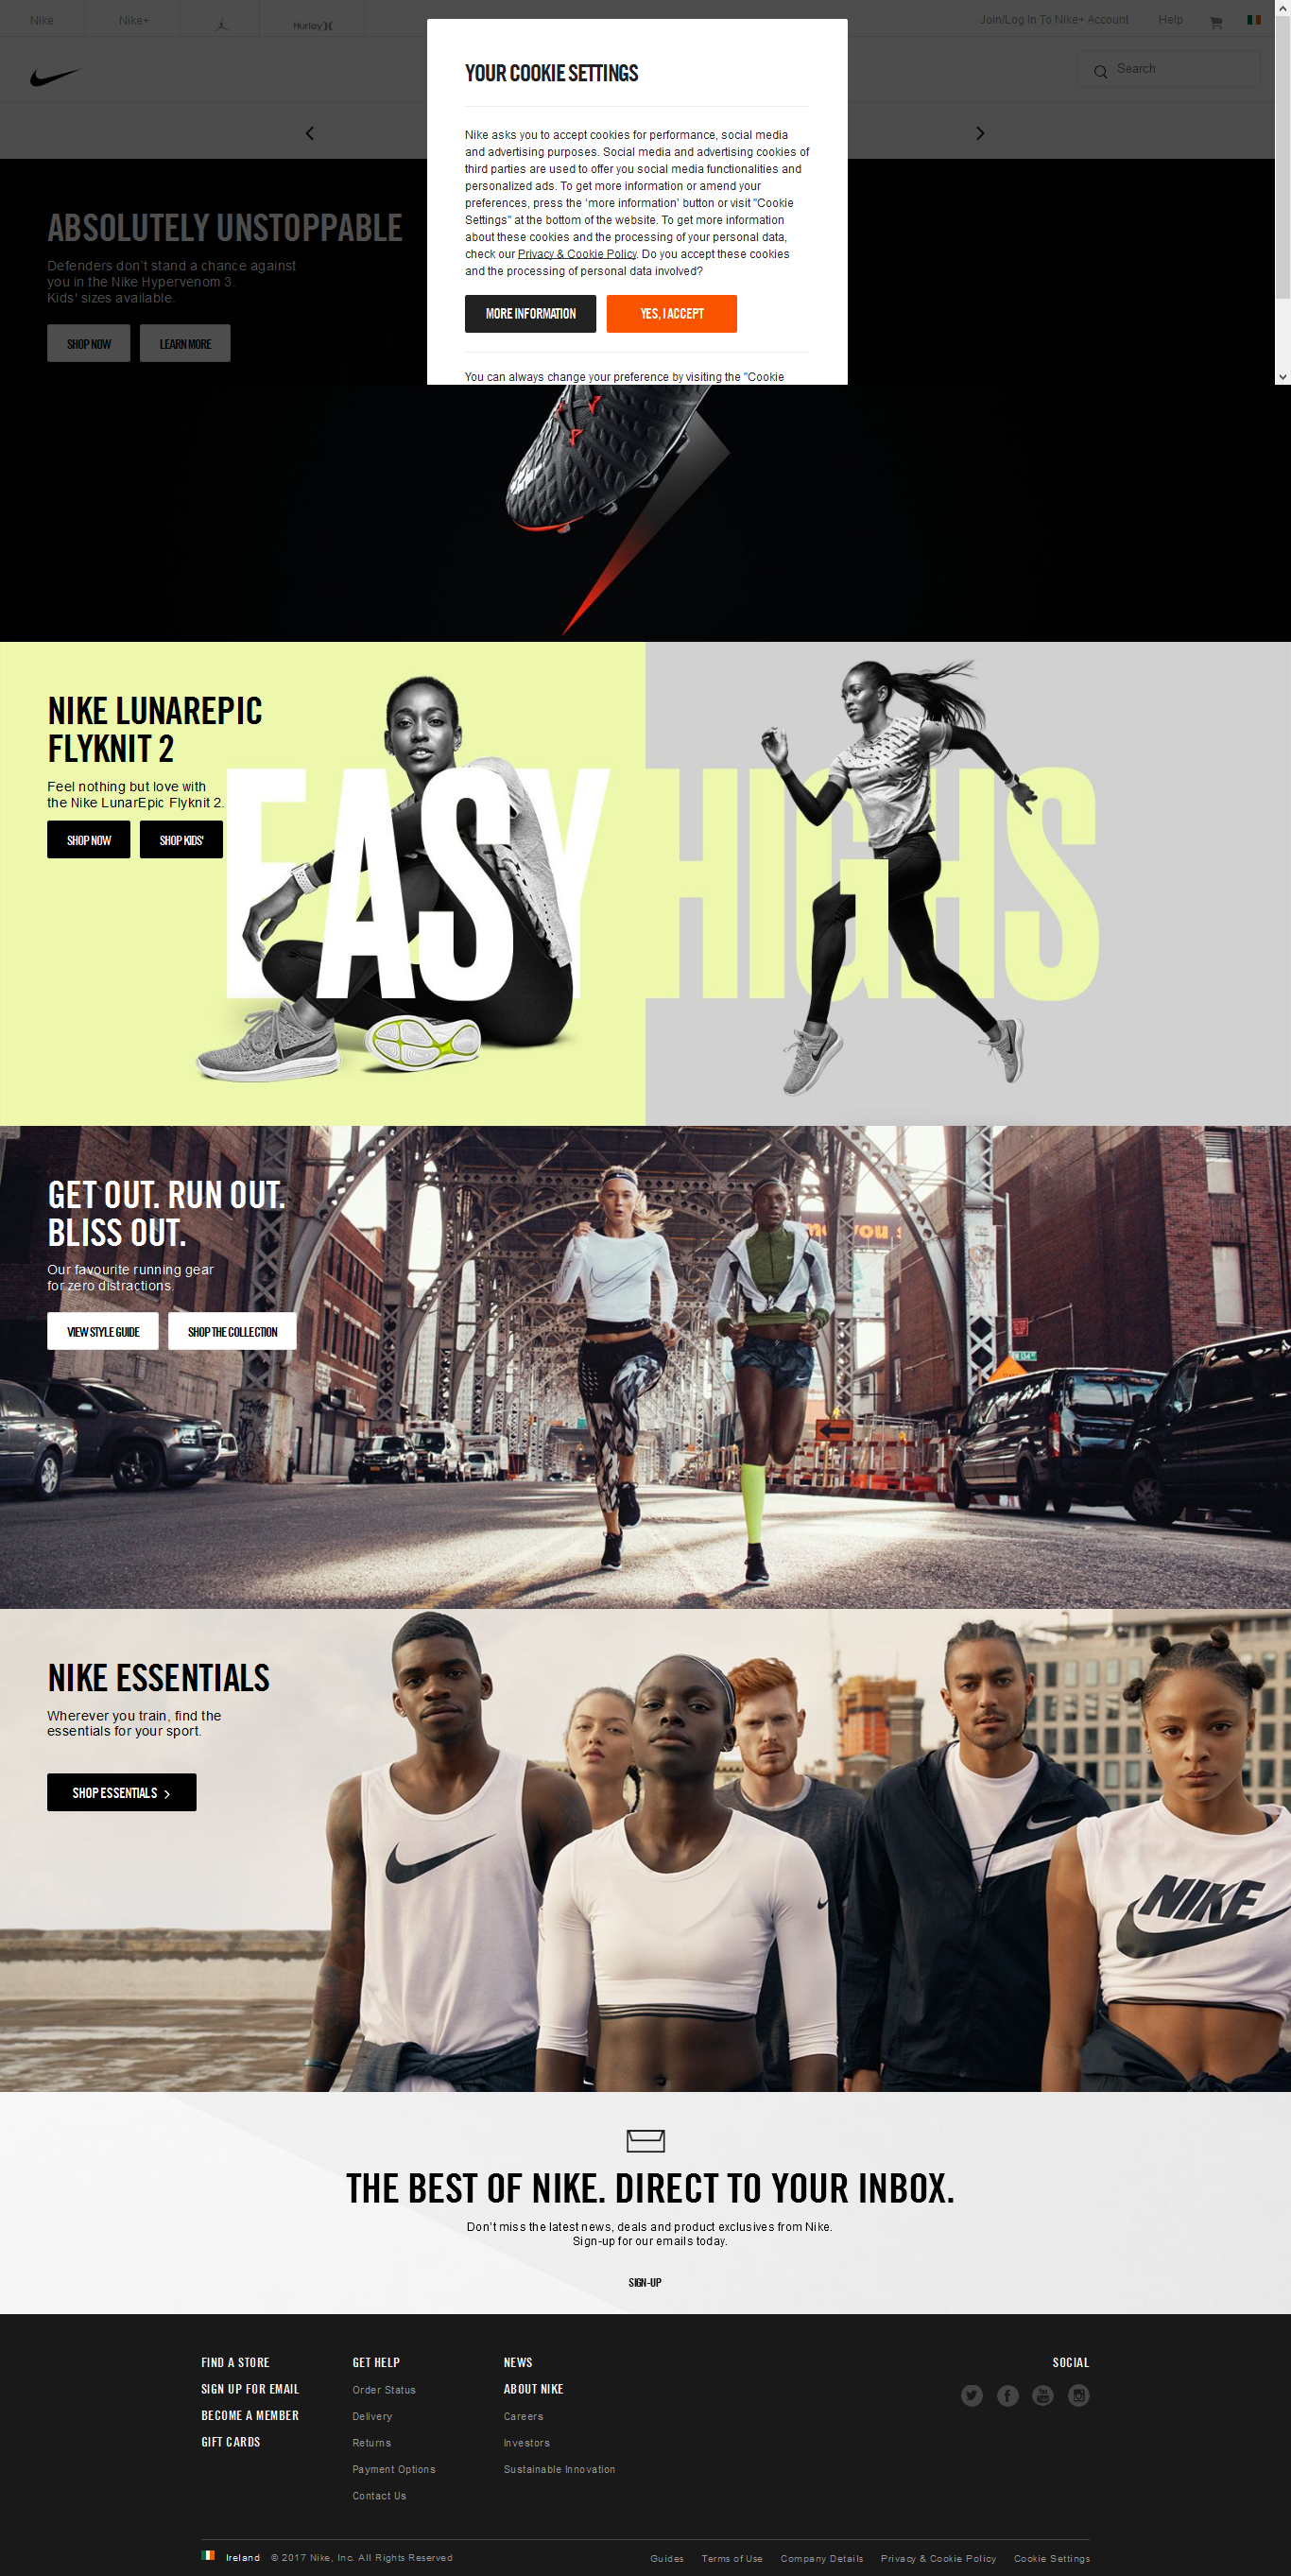 Nike
Nike+
Hurley
Join/Log In To Nike+ Account
Help
Search
YOUR COOKIE SETTINGS
Nike asks you to accept cookies for performance, social media
and advertising purposes. Social media and advertising cookies of
third parties are used to offer you social media functionalities and
personalized ads. To get more information or amend your
preferences, press the ‘more information’ button or visit "Cookie
Settings" at the bottom of the website. To get more information
about these cookies and the processing of your personal data,
check our Privacy & Cookie Policy. Do you accept these cookies
and the processing of personal data involved?
MORE INFORMATION
YES, I ACCEPT
You can always change your preference by visiting the "Cookie
ABSOLUTELY UNSTOPPABLE
Defenders don’t stand a chance against
you in the Nike Hypervenom 3.
Kids' sizes available.
SHOP NOW
LEARN MORE
NIKE LUNAREPIC
FLYKNIT 2
Feel nothing but love with
the Nike LunarEpic Flyknit 2.
SHOP NOW
SHOP KIDS'
EASY HIGHS
GET OUT. RUN OUT.
BLISS OUT.
Our favourite running gear
for zero distractions.
VIEW STYLE GUIDE
SHOP THE COLLECTION
NIKE ESSENTIALS
Wherever you train, find the
essentials for your sport.
SHOP ESSENTIALS
NIKE
THE BEST OF NIKE. DIRECT TO YOUR INBOX.
Don’t miss the latest news, deals and product exclusives from Nike.
Sign-up for our emails today.
SIGN-UP
FIND A STORE
SIGN UP FOR EMAIL
BECOME A MEMBER
GIFT CARDS
GET HELP
Order Status
Delivery
Returns
Payment Options
Contact Us
NEWS
ABOUT NIKE
Careers
Investors
Sustainable Innovation
SOCIAL
You
Tube
Ireland
© 2017 Nike, Inc. All Rights Reserved
Guides
Terms of Use
Company Details
Privacy & Cookie Policy
Cookie Settings